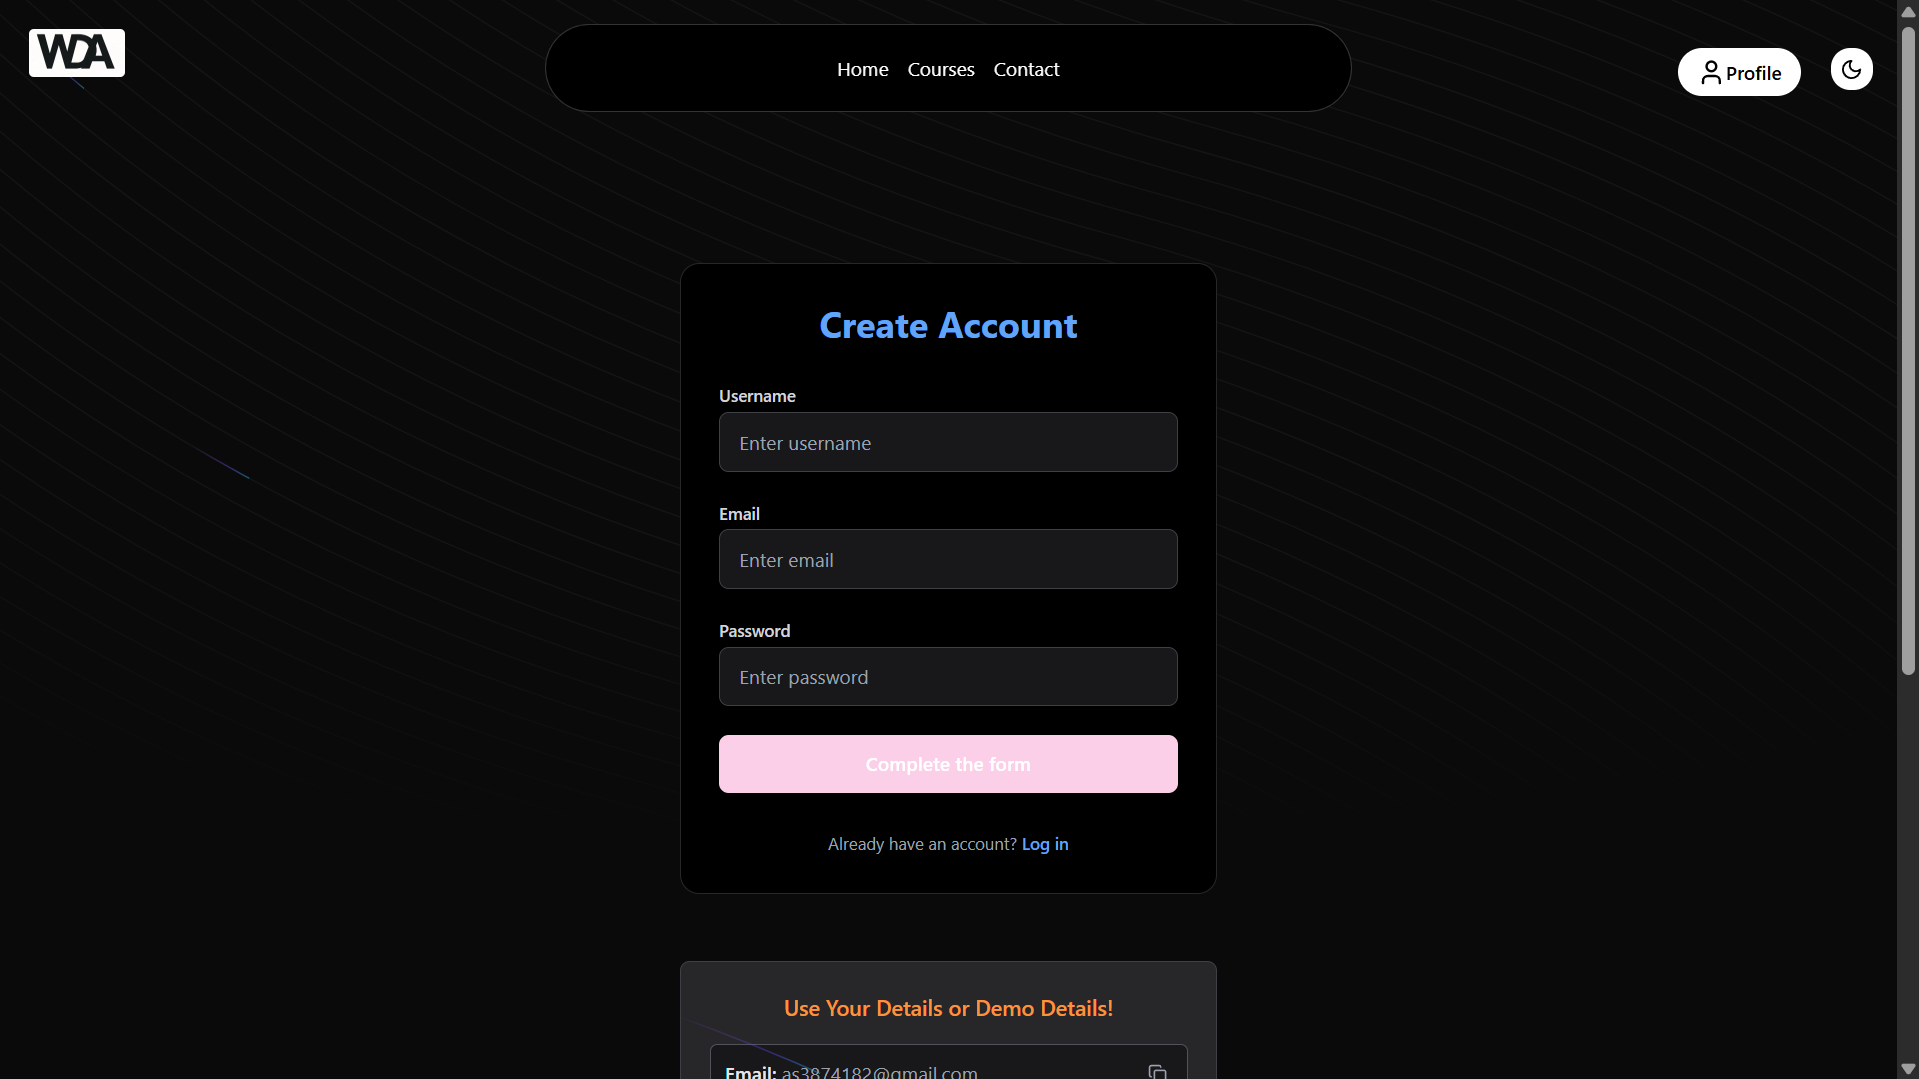 WDA
Home Courses Contact
Profile
Create Account
Username
Enter username
Email
Enter email
Password
Enter password
Complete the form
Already have an account? Log in
Use Your Details or Demo Details!
Email: as3874182@gmail.com